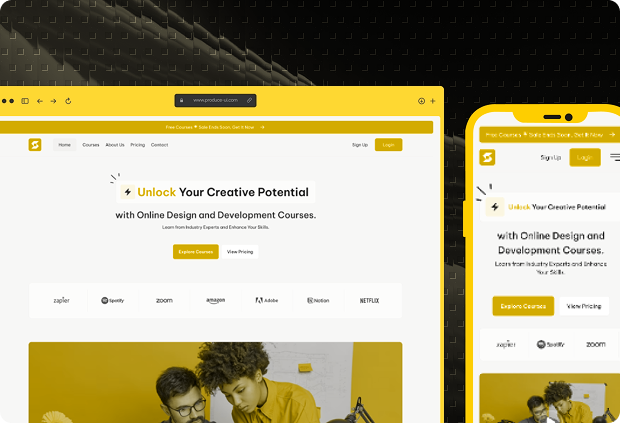 www.produce-ui.com
Free Courses 🌟 Sale Ends Soon, Get It Now →
Home Courses About Us Pricing Contact Sign Up Login
Unlock Your Creative Potential
with Online Design and Development Courses.
Learn from Industry Experts and Enhance Your Skills.
Explore Courses View Pricing
zapier Spotify zoom amazon Adobe Notion NETFLIX
Free Courses 🌟 Sale Ends Soon, Get It Now →
Sign Up Login
Unlock Your Creative Potential
with Online Design and
Development Courses.
Learn from Industry Experts and Enhance
Your Skills.
Explore Courses View Pricing
zapier Spotify zoom